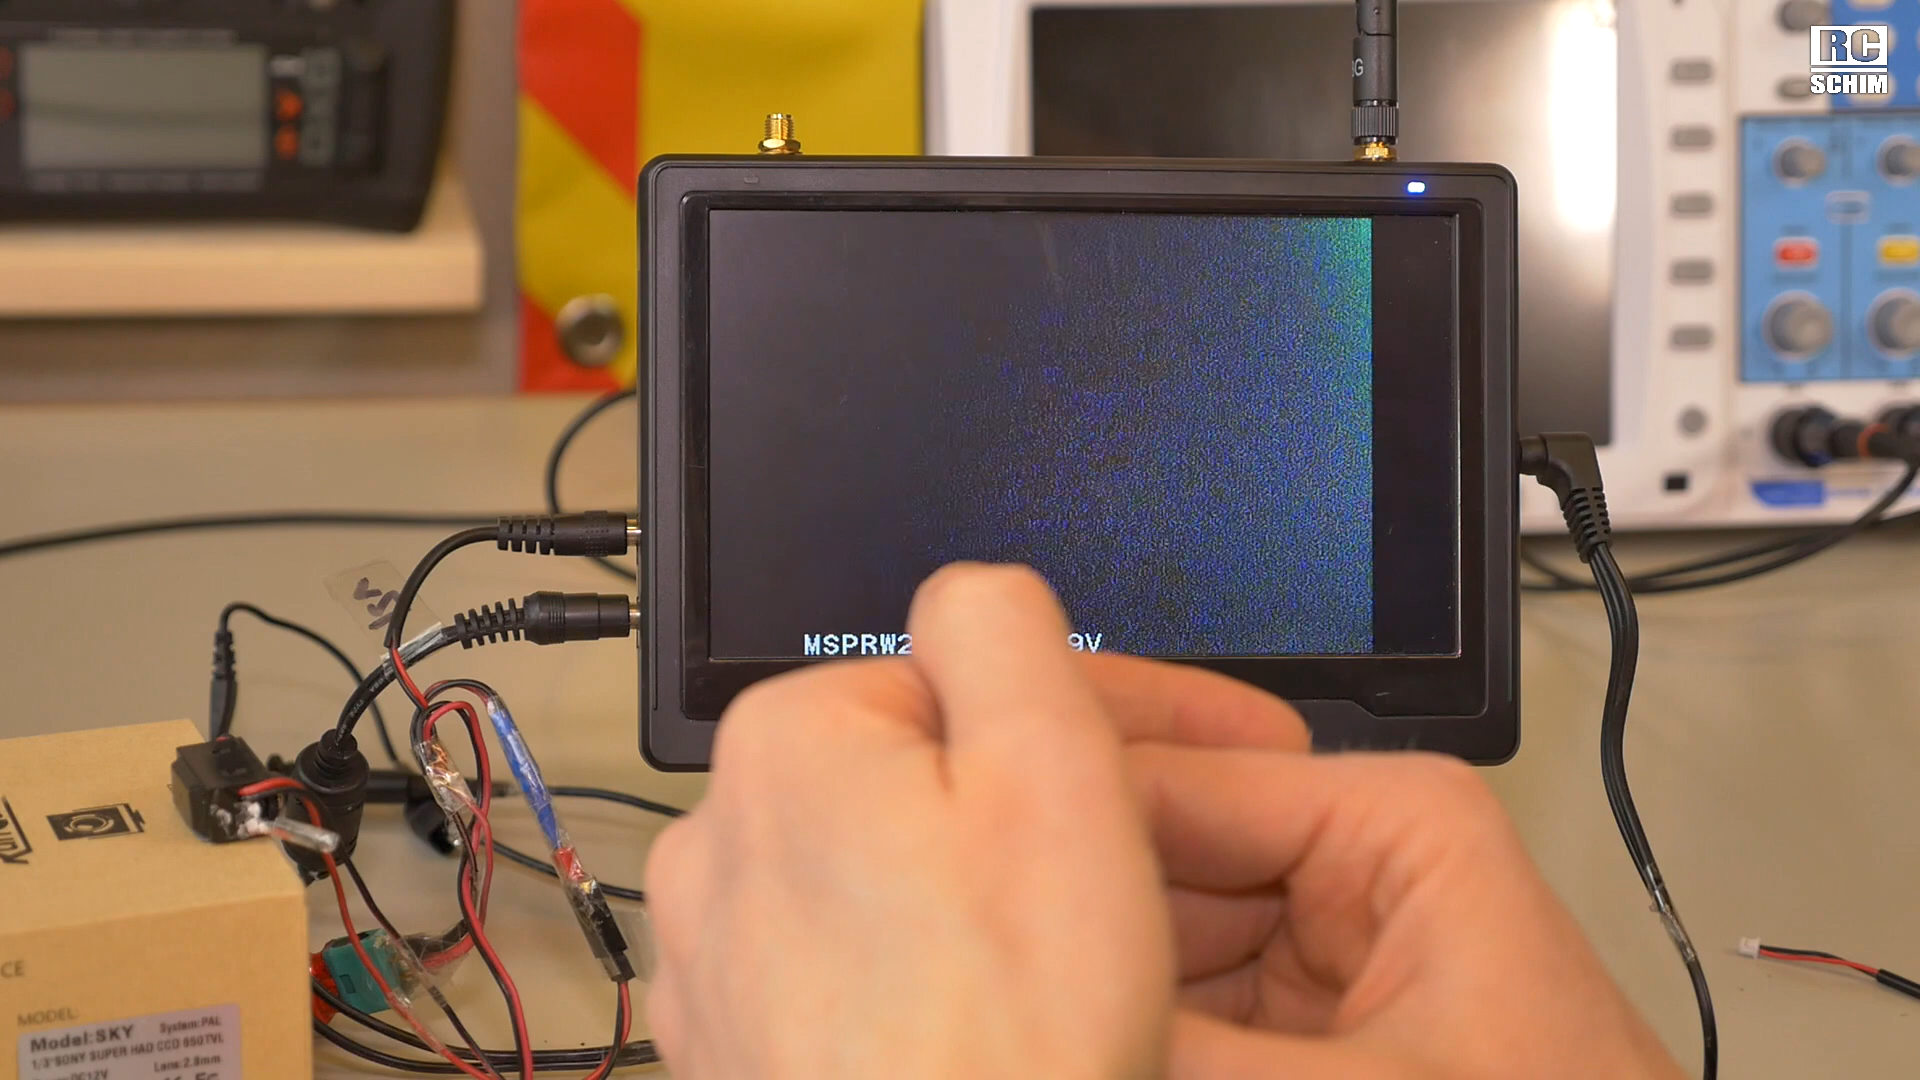 RC
SCHIM
MSPRW2 9V
CE
MODEL:
Model:SKY System:PAL
1/3"SONY SUPER HAD CCD 650TVL
DC12V Lens:2.8mm